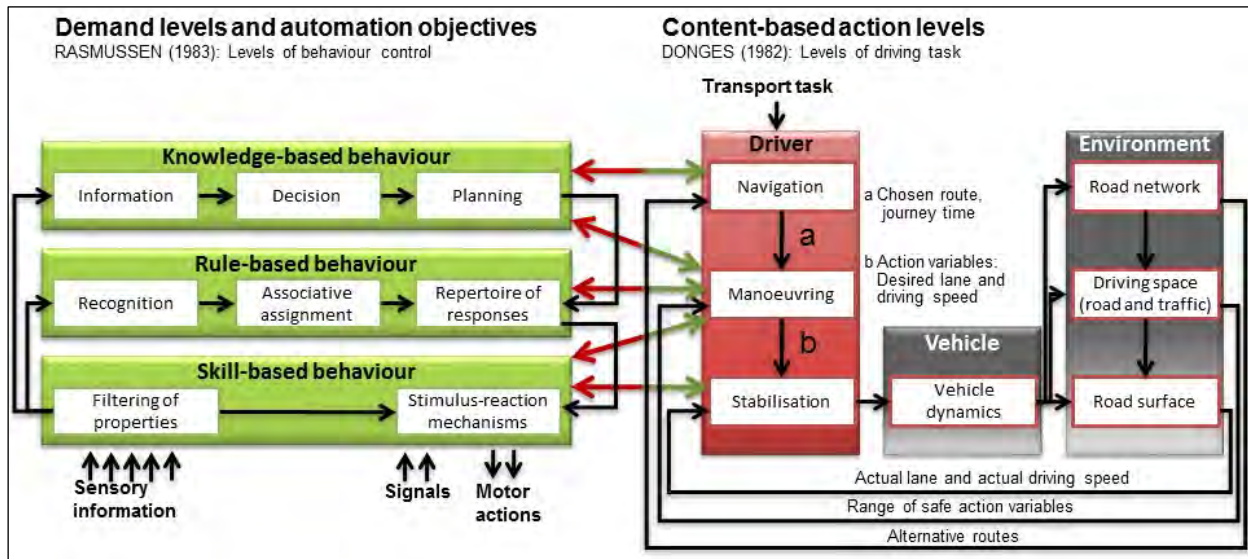 Demand levels and automation objectives
RASMUSSEN (1983): Levels of behaviour control
Content-based action levels
DONGES (1982): Levels of driving task
Transport task
Knowledge-based behaviour
Information
Decision
Planning
Rule-based behaviour
Recognition
Associative
assignment
Repertoire of
responses
Skill-based behaviour
Filtering of
properties
Stimulus-reaction
mechanisms
Sensory
information
Signals
Motor
actions
Driver
Navigation
a
Manoeuvring
b
Stabilisation
a Chosen route,
journey time
b Action variables:
Desired lane and
driving speed
Vehicle
Vehicle
dynamics
Environment
Road network
Driving space
(road and traffic)
Road surface
Actual lane and actual driving speed
Range of safe action variables
Alternative routes